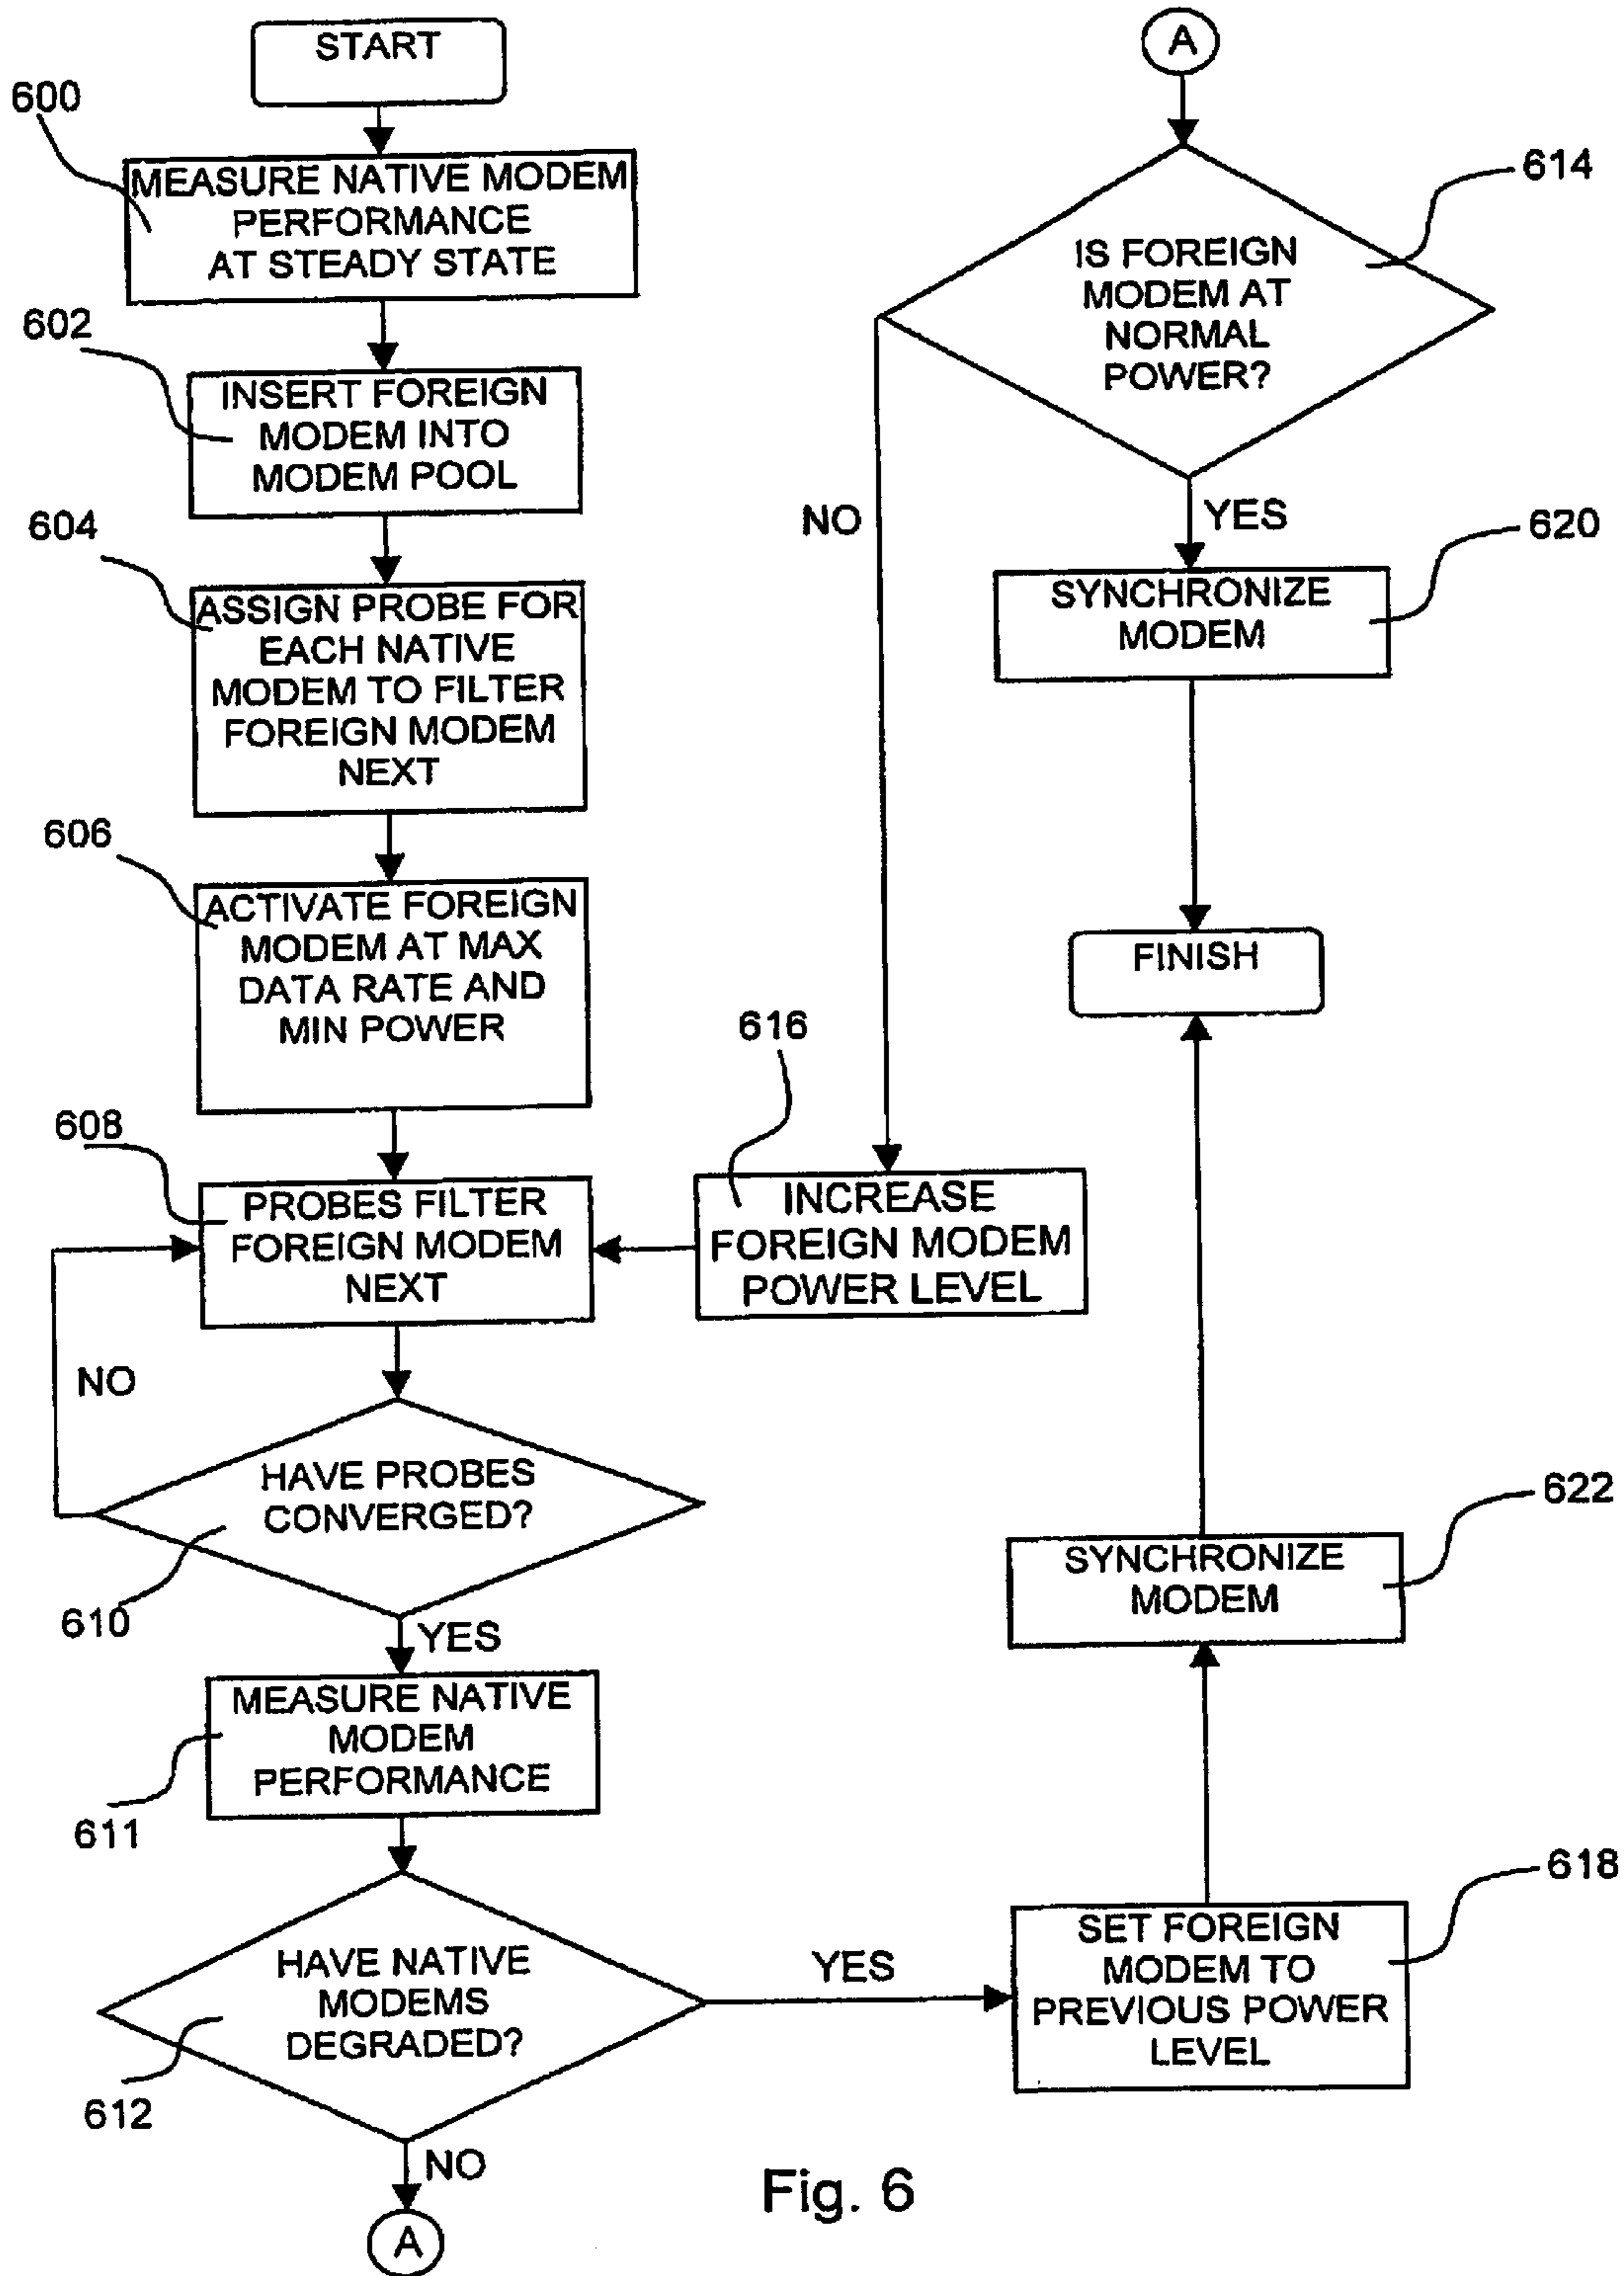 START
600
MEASURE NATIVE MODEM
PERFORMANCE
AT STEADY STATE
602
INSERT FOREIGN
MODEM INTO
MODEM POOL
604
ASSIGN PROBE FOR
EACH NATIVE
MODEM TO FILTER
FOREIGN MODEM
NEXT
606
ACTIVATE FOREIGN
MODEM AT MAX
DATA RATE AND
MIN POWER
608
PROBES FILTER
FOREIGN MODEM
NEXT
NO
HAVE PROBES
CONVERGED?
610
YES
MEASURE NATIVE
MODEM
PERFORMANCE
611
HAVE NATIVE
MODEMS
DEGRADED?
612
YES
NO
A
A
614
IS FOREIGN
MODEM AT
NORMAL
POWER?
NO
YES
620
SYNCHRONIZE
MODEM
FINISH
616
INCREASE
FOREIGN MODEM
POWER LEVEL
622
SYNCHRONIZE
MODEM
618
SET FOREIGN
MODEM TO
PREVIOUS POWER
LEVEL
Fig. 6